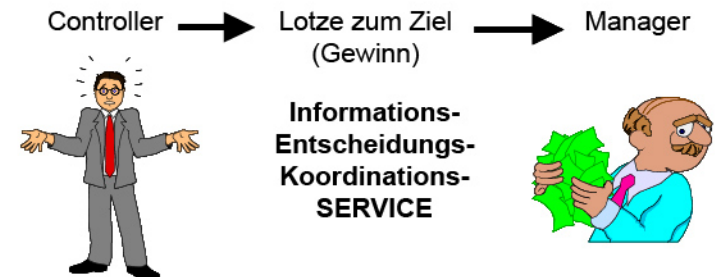 Controller Lotze zum Ziel Manager
(Gewinn)
Informations-
Entscheidungs-
Koordinations-
SERVICE